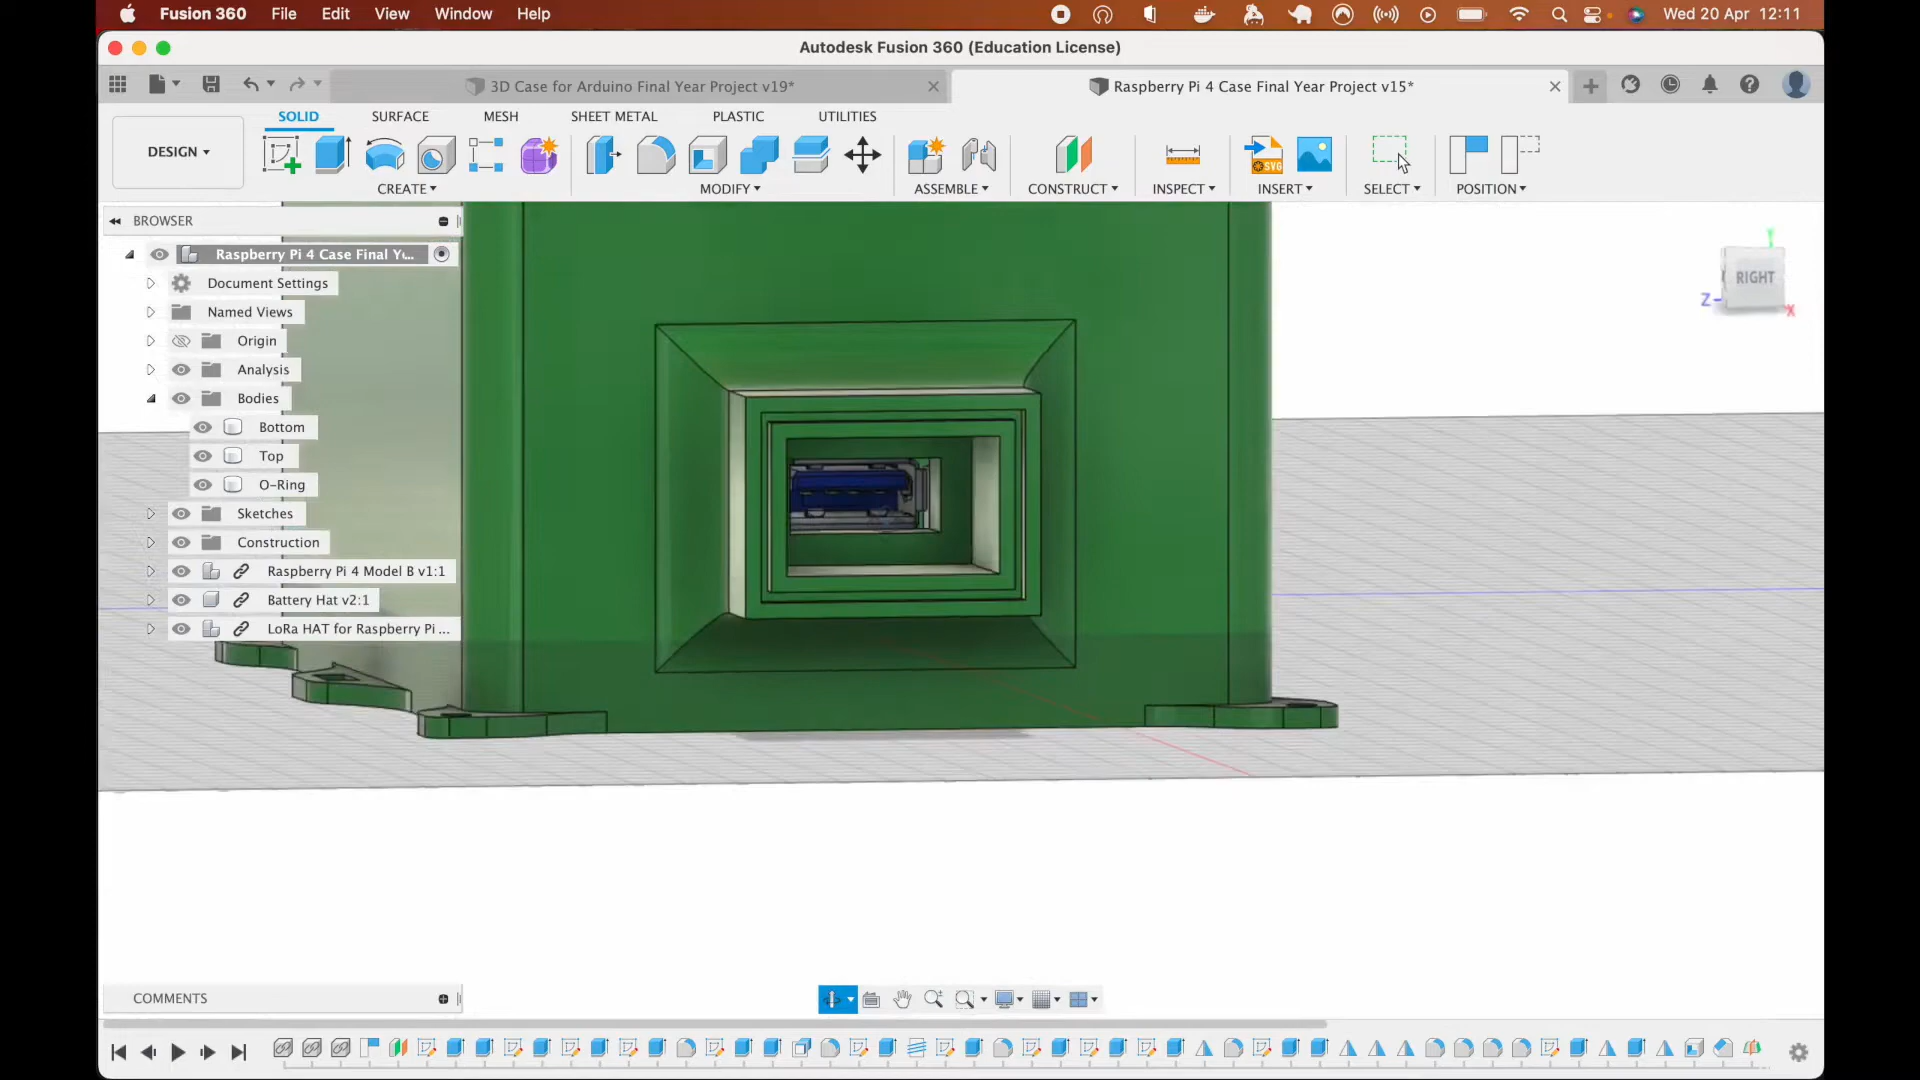 Fusion 360 File Edit View Window Help Wed 20 Apr 12:11
Autodesk Fusion 360 (Education License)
3D Case for Arduino Final Year Project v19* Raspberry Pi 4 Case Final Year Project v15*
SOLID SURFACE MESH SHEET METAL PLASTIC UTILITIES
DESIGN
SVG
CREATE MODIFY ASSEMBLE CONSTRUCT INSPECT INSERT SELECT POSITION
BROWSER
Raspberry Pi 4 Case Final Y...
Document Settings
Named Views
Origin
Analysis
Bodies
Bottom
Top
O-Ring
Sketches
Construction
Raspberry Pi 4 Model B v1:1
Battery Hat v2:1
LoRa HAT for Raspberry Pi ...
Y
RIGHT
Z
X
COMMENTS